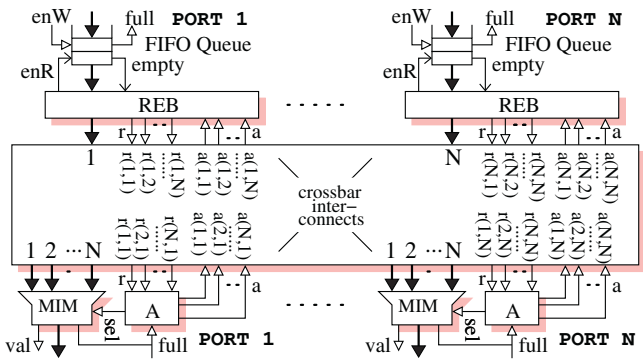 enW full PORT 1 enW full PORT N
FIFO Queue FIFO Queue
enR empty enR empty
REB ..... REB
r .. a r .. a
1 r(1,1) r(1,2) ..... r(1,N) a(1,1) a(1,2) ..... a(1,N) N r(N,1) r(N,2) ..... r(N,N) a(N,1) a(N,2) ..... a(N,N)
crossbar
inter-
connects
r(1,1) r(2,1) ..... r(N,1) a(1,1) a(2,1) ..... a(N,1) r(1,N) r(2,N) ..... r(N,N) a(1,N) a(2,N) ..... a(N,N)
1 2 ... N 1 2 ... N
r .. a r .. a
MIM A ..... MIM A
sel sel
val full PORT 1 val full PORT N